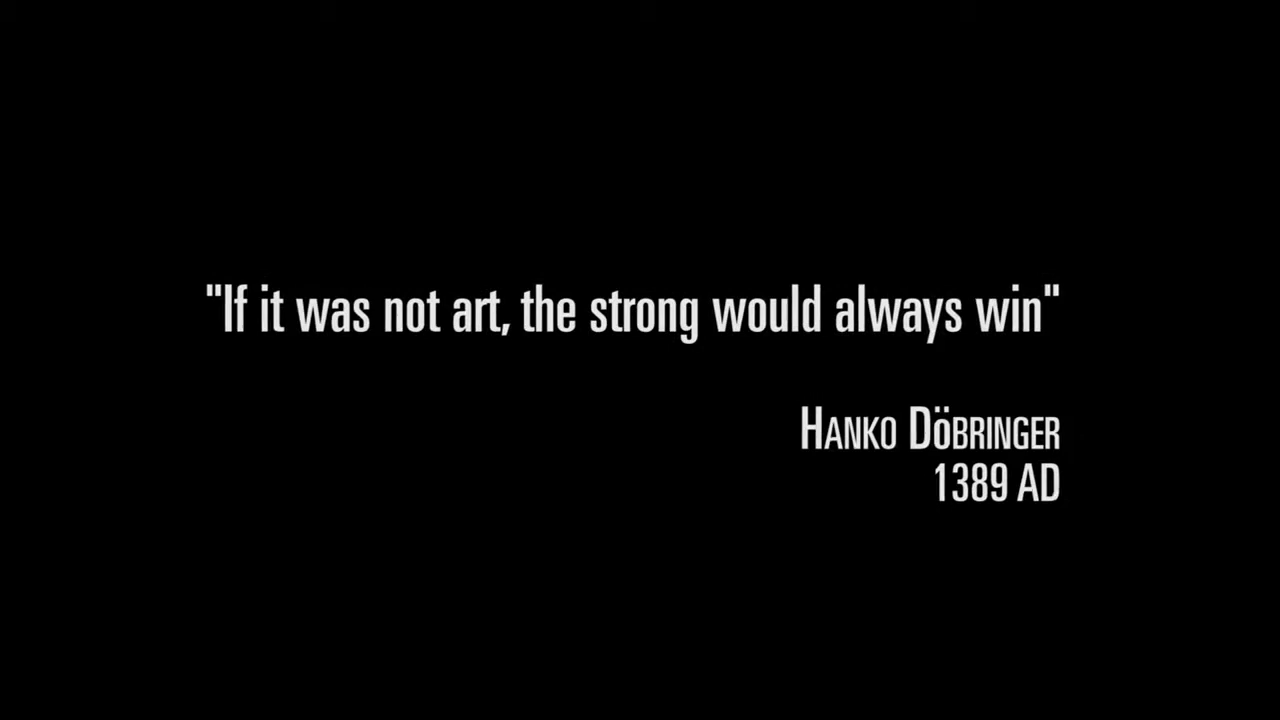 "If it was not art, the strong would always win"
HANKO DöBRINGER
1389 AD